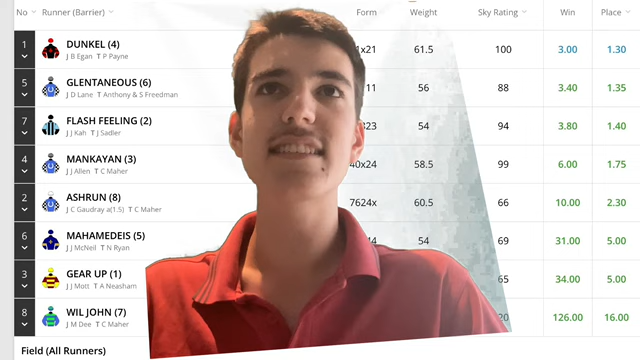 No Runner (Barrier) Form Weight Sky Rating Win Place
1 DUNKEL (4) 1x21 61.5 100 3.00 1.30
J B Egan T P Payne
5 GLENTANEOUS (6) 11 56 88 3.40 1.35
J D Lane T Anthony & S Freedman
7 FLASH FEELING (2) 323 54 94 3.80 1.40
J J Kah T J Sadler
4 MANKAYAN (3) 40x24 58.5 99 6.00 1.75
J J Allen T C Maher
2 ASHRUN (8) 7624x 60.5 66 10.00 2.30
J C Gaudray a(1.5) T C Maher
6 MAHAMEDEIS (5) 14 54 69 31.00 5.00
J J McNeil T N Ryan
3 GEAR UP (1) 65 34.00 5.00
J J Mott T A Neasham
8 WIL JOHN (7) 20 126.00 16.00
J M Dee T C Maher
Field (All Runners)